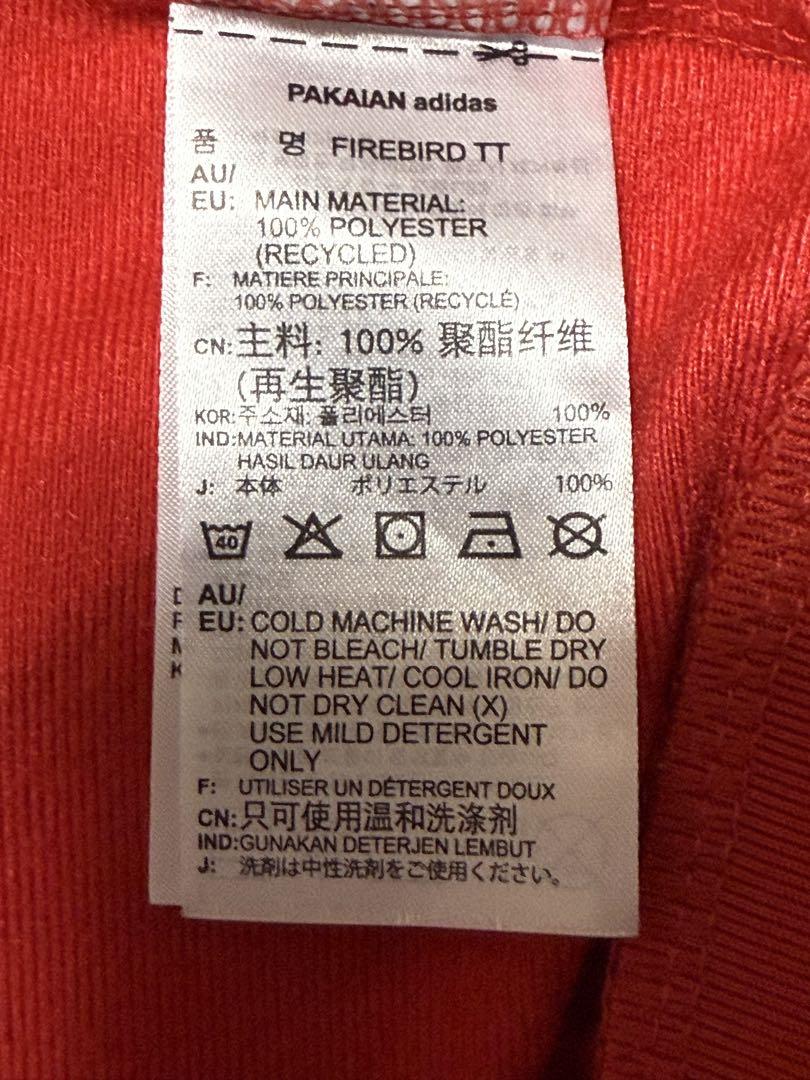 PAKAIAN adidas
품 명 FIREBIRD TT
AU/
EU: MAIN MATERIAL:
100% POLYESTER
(RECYCLED)
F: MATIERE PRINCIPALE:
100% POLYESTER (RECYCLÉ)
CN:主料: 100% 聚酯纤维
(再生聚酯)
KOR:주소재: 폴리에스터 100%
IND:MATERIAL UTAMA: 100% POLYESTER
HASIL DAUR ULANG
J: 本体 ポリエステル 100%
40
AU/
EU: COLD MACHINE WASH/ DO
NOT BLEACH/ TUMBLE DRY
LOW HEAT/ COOL IRON/ DO
NOT DRY CLEAN (X)
USE MILD DETERGENT
ONLY
F: UTILISER UN DÉTERGENT DOUX
CN:只可使用温和洗涤剂
IND:GUNAKAN DETERJEN LEMBUT
J: 洗剤は中性洗剤をご使用ください。